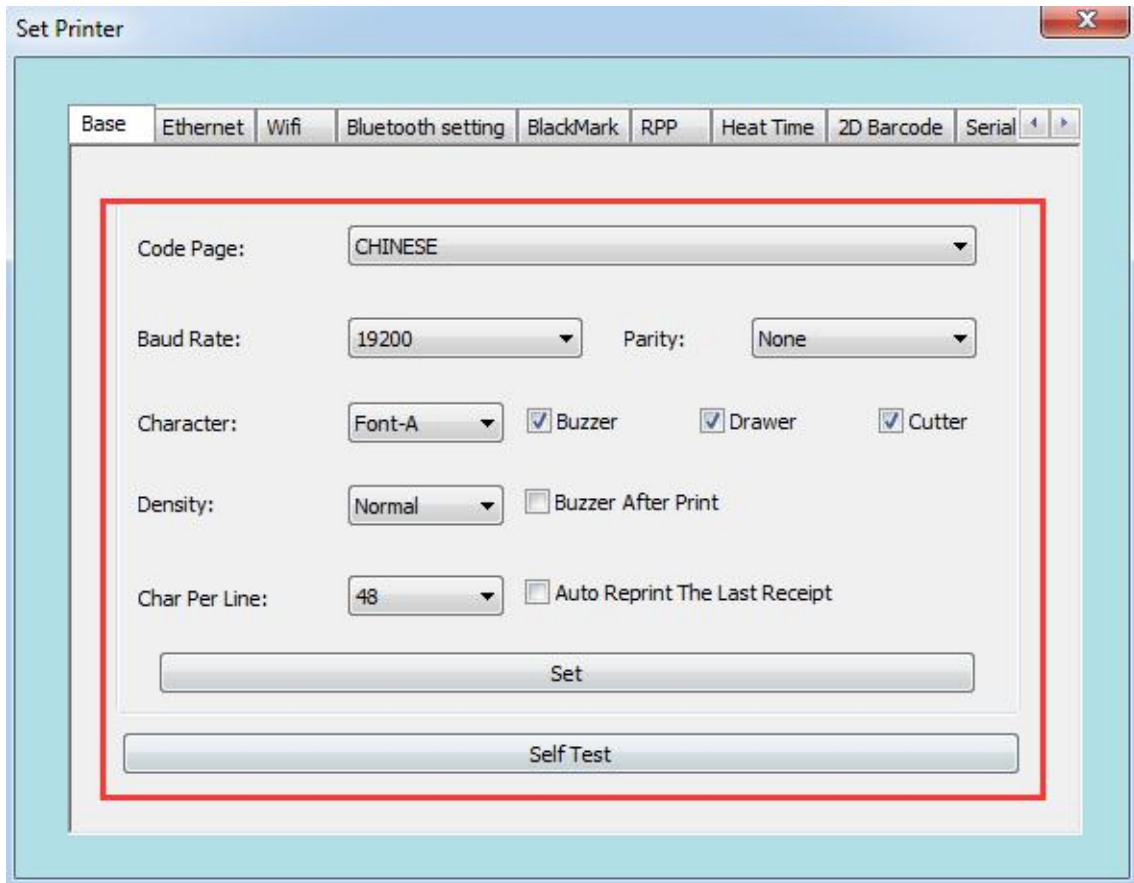 Set Printer
Base Ethernet Wifi Bluetooth setting BlackMark RPP Heat Time 2D Barcode Serial
Code Page: CHINESE
Baud Rate: 19200 Parity: None
Character: Font-A Buzzer Drawer Cutter
Density: Normal Buzzer After Print
Char Per Line: 48 Auto Reprint The Last Receipt
Set
Self Test